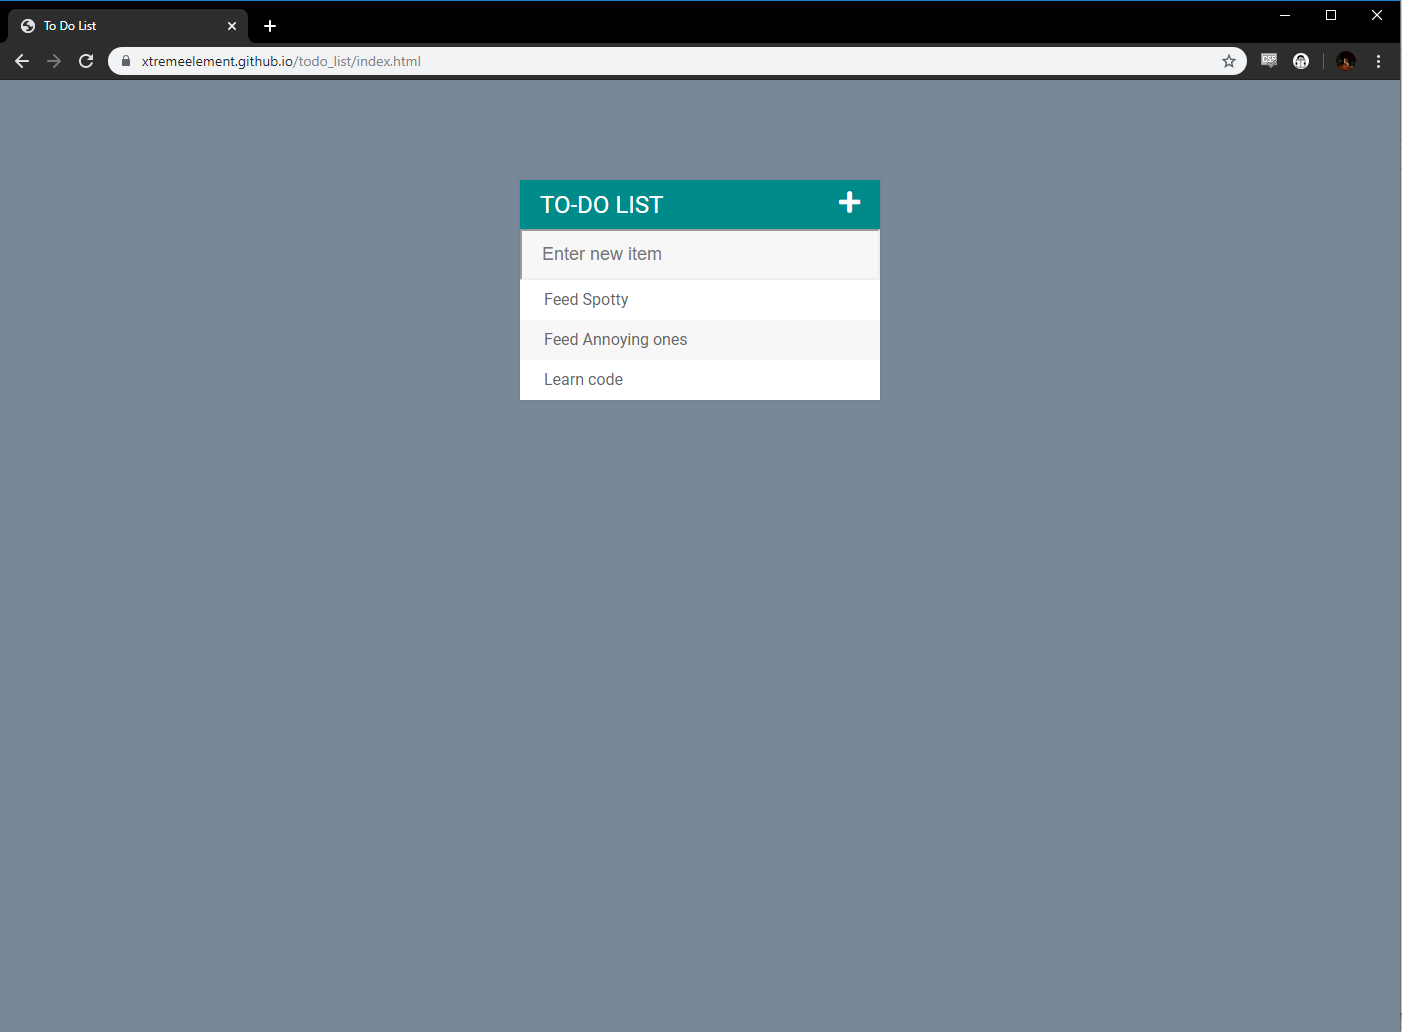 To Do List
xtremeelement.github.io/todo_list/index.html
TO-DO LIST
Enter new item
Feed Spotty
Feed Annoying ones
Learn code